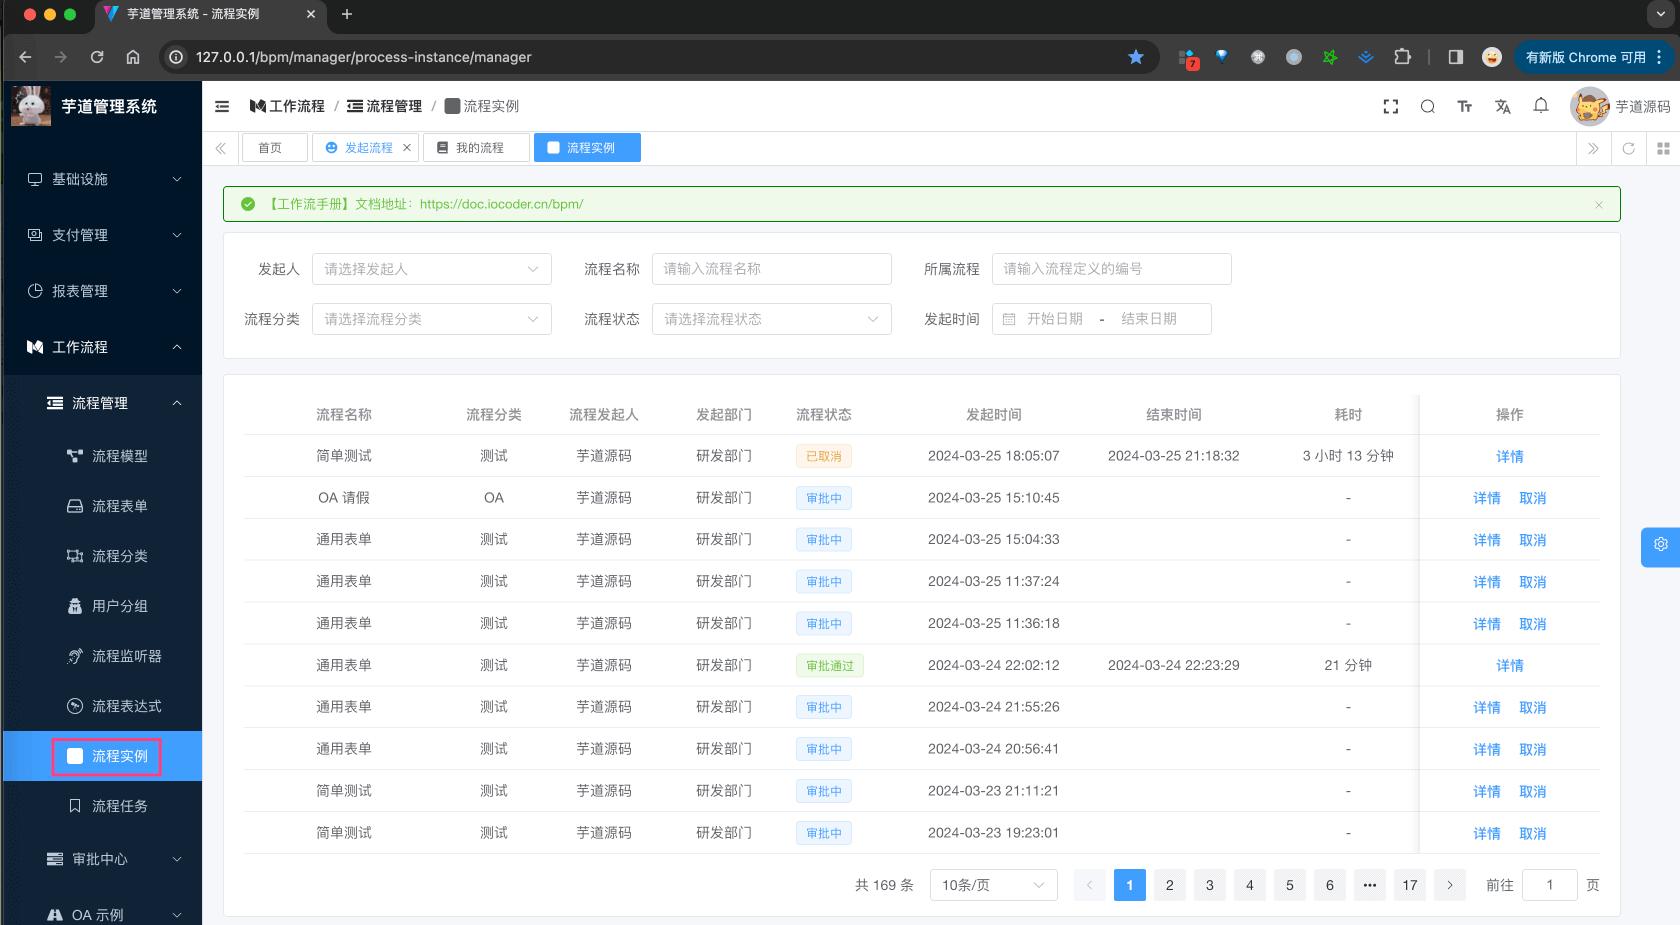 芋道管理系统 - 流程实例
127.0.0.1/bpm/manager/process-instance/manager
7
有新版 Chrome 可用
芋道管理系统
工作流程 / 流程管理 / 流程实例
芋道源码
首页
发起流程
我的流程
流程实例
基础设施
支付管理
报表管理
工作流程
流程管理
流程模型
流程表单
流程分类
用户分组
流程监听器
流程表达式
流程实例
流程任务
审批中心
OA 示例
【工作流手册】文档地址：https://doc.iocoder.cn/bpm/
发起人 请选择发起人 流程名称 请输入流程名称 所属流程 请输入流程定义的编号
流程分类 请选择流程分类 流程状态 请选择流程状态 发起时间 开始日期 - 结束日期
流程名称 流程分类 流程发起人 发起部门 流程状态 发起时间 结束时间 耗时 操作
简单测试 测试 芋道源码 研发部门 已取消 2024-03-25 18:05:07 2024-03-25 21:18:32 3 小时 13 分钟 详情
OA 请假 OA 芋道源码 研发部门 审批中 2024-03-25 15:10:45 - 详情 取消
通用表单 测试 芋道源码 研发部门 审批中 2024-03-25 15:04:33 - 详情 取消
通用表单 测试 芋道源码 研发部门 审批中 2024-03-25 11:37:24 - 详情 取消
通用表单 测试 芋道源码 研发部门 审批中 2024-03-25 11:36:18 - 详情 取消
通用表单 测试 芋道源码 研发部门 审批通过 2024-03-24 22:02:12 2024-03-24 22:23:29 21 分钟 详情
通用表单 测试 芋道源码 研发部门 审批中 2024-03-24 21:55:26 - 详情 取消
通用表单 测试 芋道源码 研发部门 审批中 2024-03-24 20:56:41 - 详情 取消
简单测试 测试 芋道源码 研发部门 审批中 2024-03-23 21:11:21 - 详情 取消
简单测试 测试 芋道源码 研发部门 审批中 2024-03-23 19:23:01 - 详情 取消
共 169 条 10条/页 1 2 3 4 5 6 ••• 17 前往 1 页